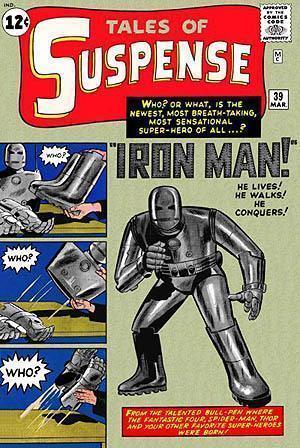 IND.
12¢
TALES OF
SUSPENSE
APPROVED
BY THE
COMICS
CODE
AUTHORITY
MC
39
MAR.
WHO? OR WHAT, IS THE
NEWEST, MOST BREATH-TAKING,
MOST SENSATIONAL
SUPER-HERO OF ALL...?
"IRON MAN!"
HE LIVES!
HE WALKS!
HE
CONQUERS!
WHO?
WHO?
WHO?
FROM THE TALENTED BULL-PEN WHERE
THE FANTASTIC FOUR, SPIDER-MAN, THOR
AND YOUR OTHER FAVORITE SUPER-HEROES
WERE BORN!